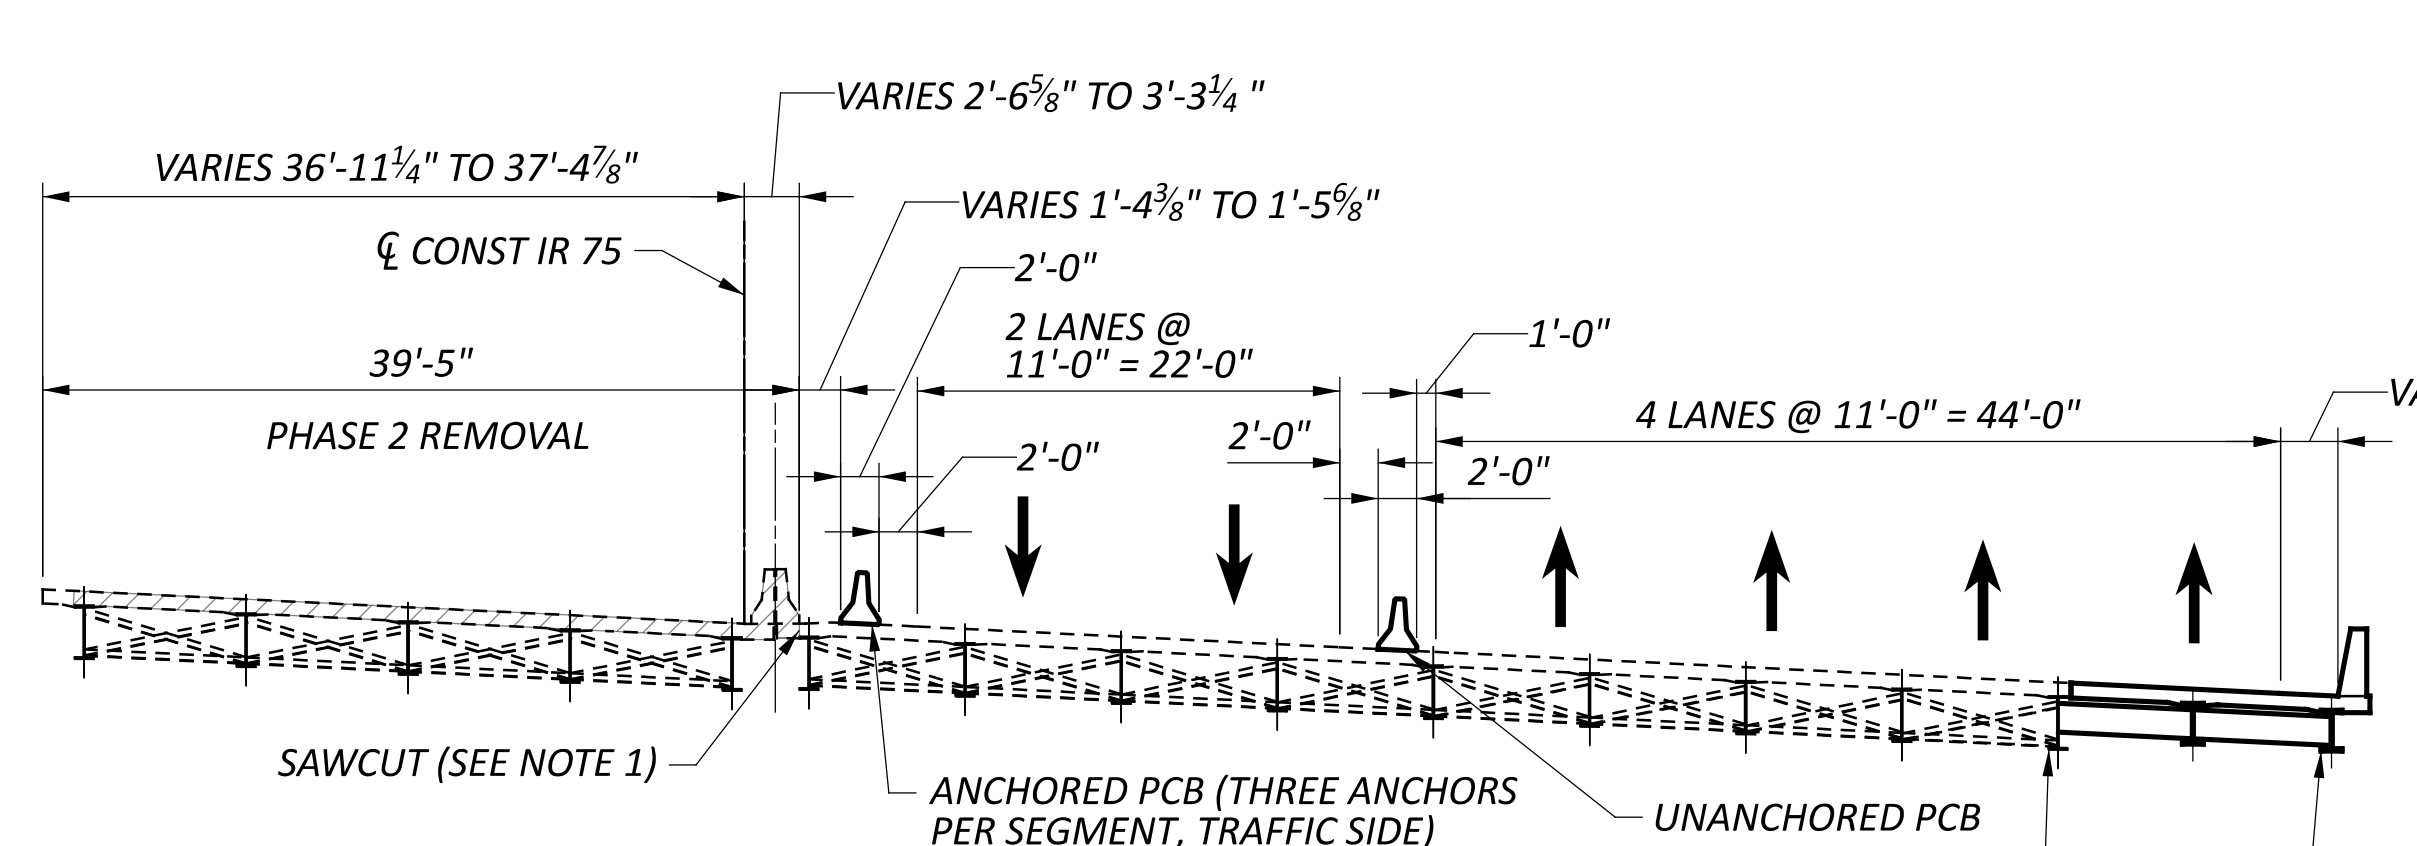 VARIES 2'-6⅝" TO 3'-3¼ "
VARIES 36'-11¼" TO 37'-4⅞"
VARIES 1'-4⅜" TO 1'-5 6/8"
℄ CONST IR 75
2'-0"
2 LANES @
11'-0" = 22'-0"
1'-0"
39'-5"
4 LANES @ 11'-0" = 44'-0"
PHASE 2 REMOVAL
2'-0"
2'-0"
2'-0"
SAWCUT (SEE NOTE 1)
ANCHORED PCB (THREE ANCHORS
PER SEGMENT, TRAFFIC SIDE)
UNANCHORED PCB